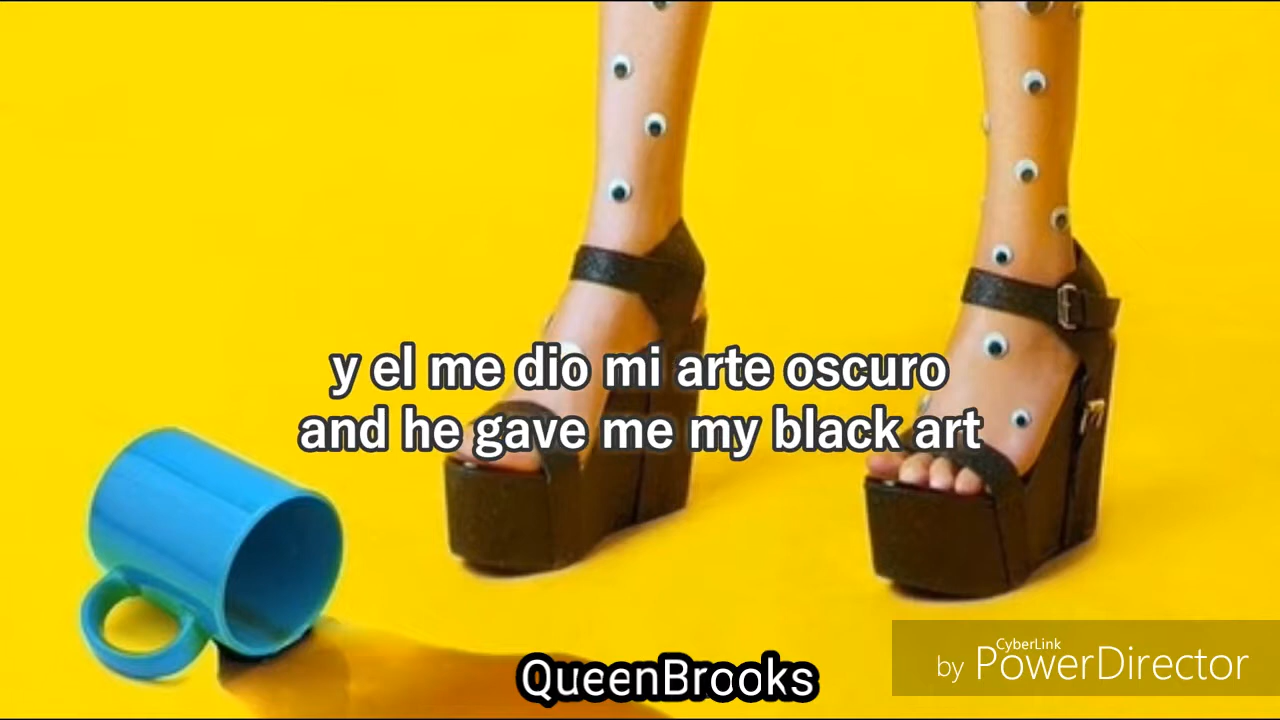 y el me dio mi arte oscuro
and he gave me my black art
QueenBrooks
CyberLink
by PowerDirector